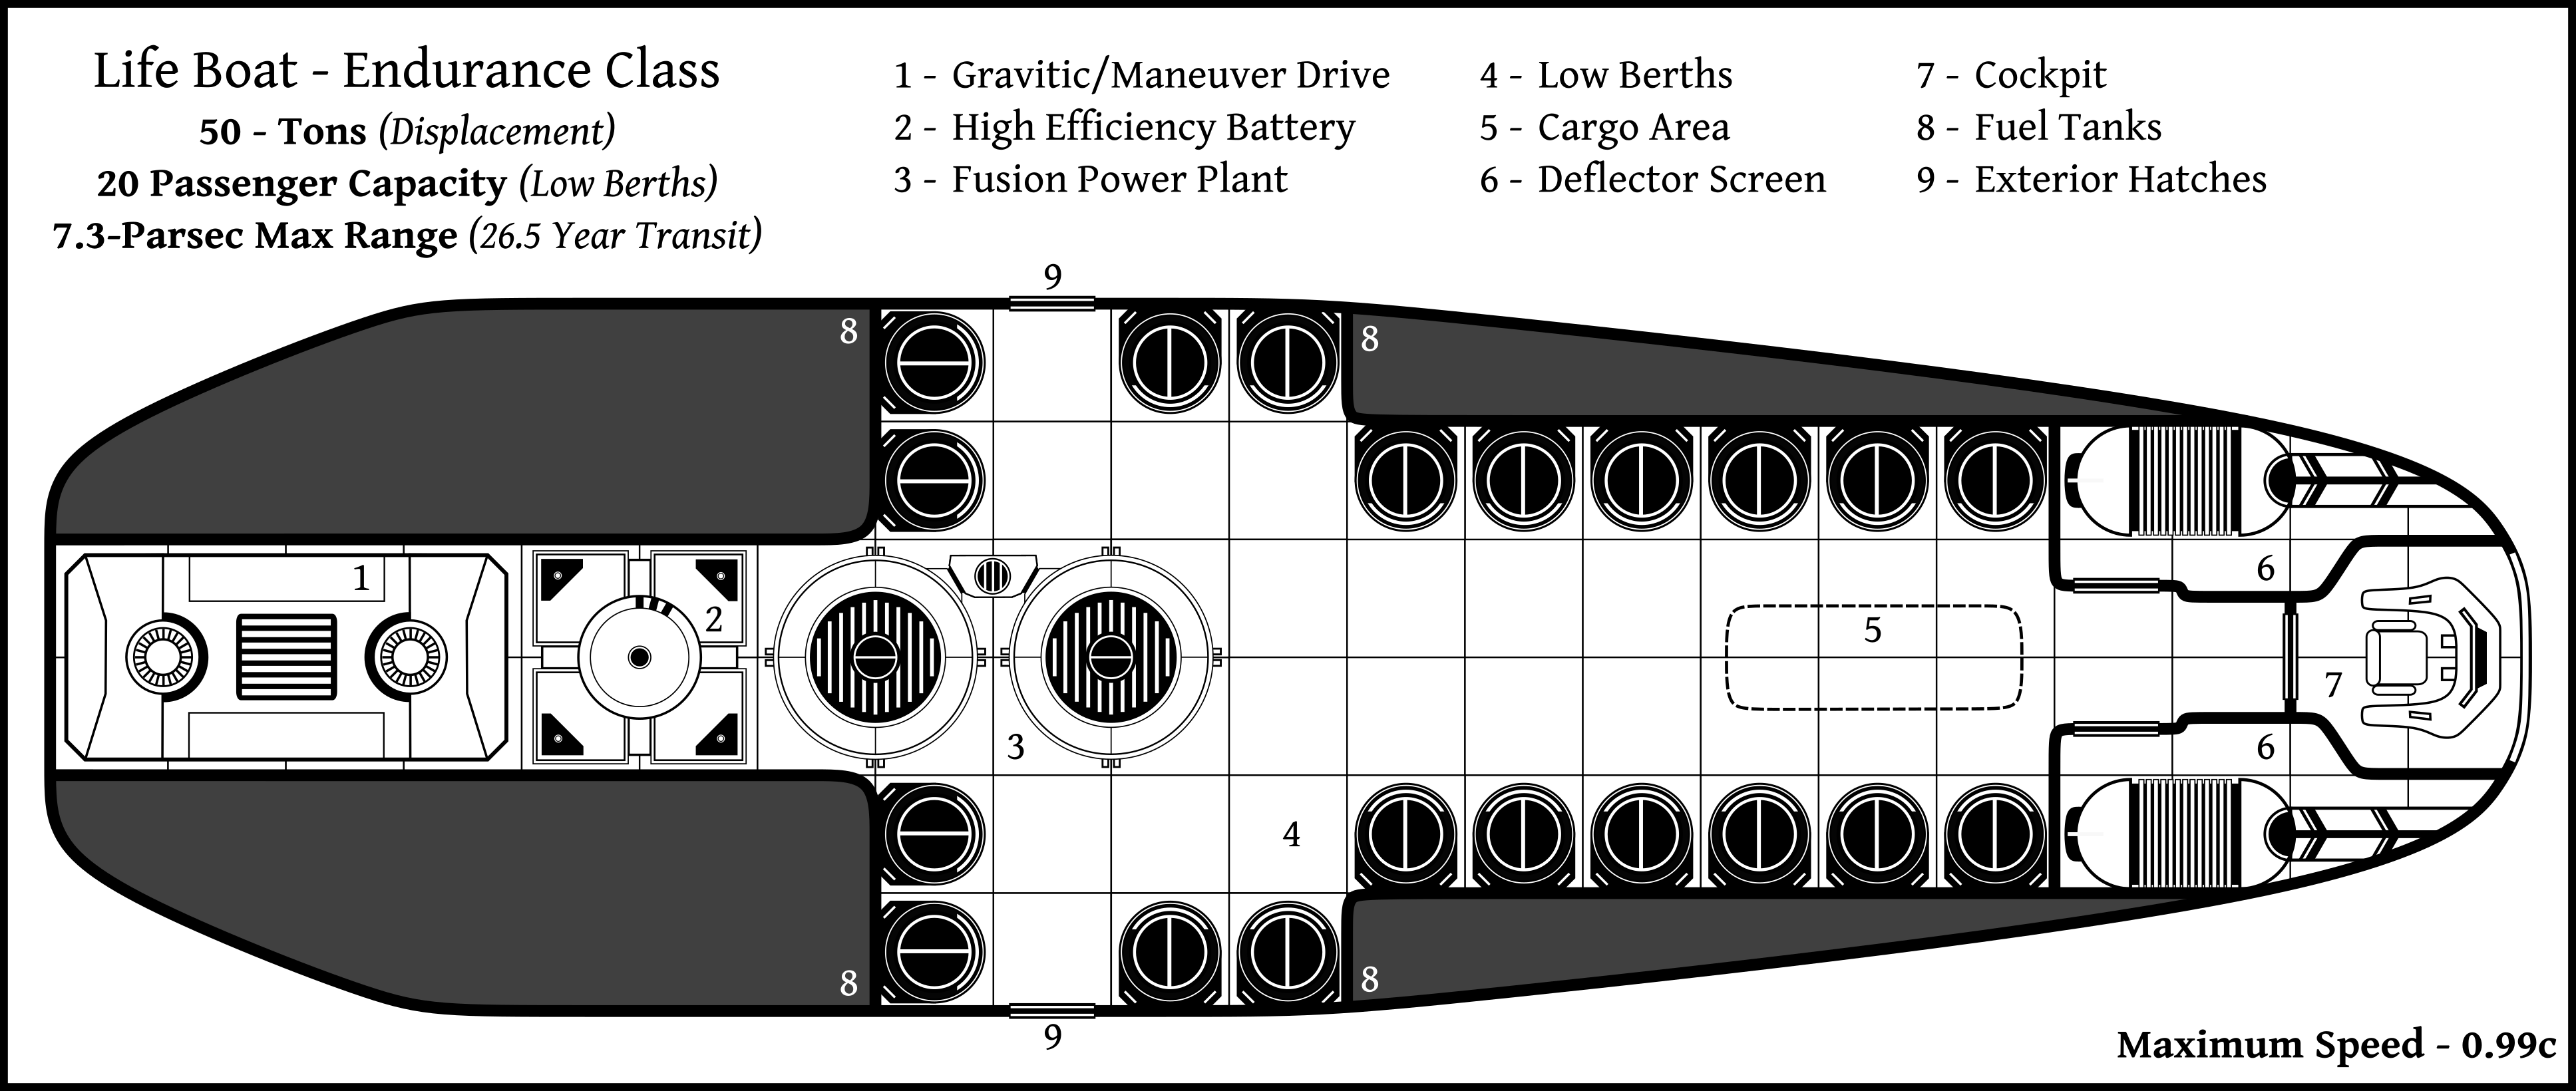 Life Boat - Endurance Class
50 - Tons (Displacement)
20 Passenger Capacity (Low Berths)
7.3-Parsec Max Range (26.5 Year Transit)
1 - Gravitic/Maneuver Drive
2 - High Efficiency Battery
3 - Fusion Power Plant
4 - Low Berths
5 - Cargo Area
6 - Deflector Screen
7 - Cockpit
8 - Fuel Tanks
9 - Exterior Hatches
9
8
8
6
1
2
5
7
3
6
4
8
8
9
Maximum Speed - 0.99c